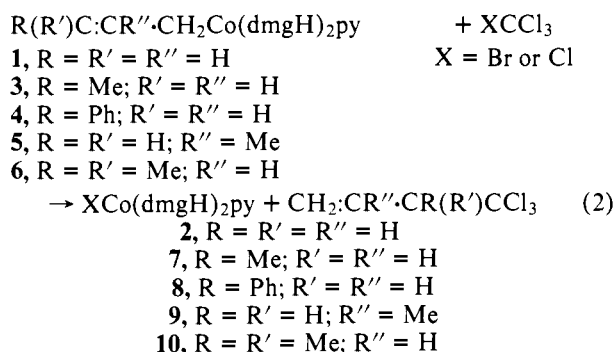 R(R')C:CR''·CH₂Co(dmgH)₂py + XCCl₃
1, R = R' = R'' = H X = Br or Cl
3, R = Me; R' = R'' = H
4, R = Ph; R' = R'' = H
5, R = R' = H; R'' = Me
6, R = R' = Me; R'' = H
→ XCo(dmgH)₂py + CH₂:CR''·CR(R')CCl₃ (2)
2, R = R' = R'' = H
7, R = Me; R' = R'' = H
8, R = Ph; R' = R'' = H
9, R = R' = H; R'' = Me
10, R = R' = Me; R'' = H